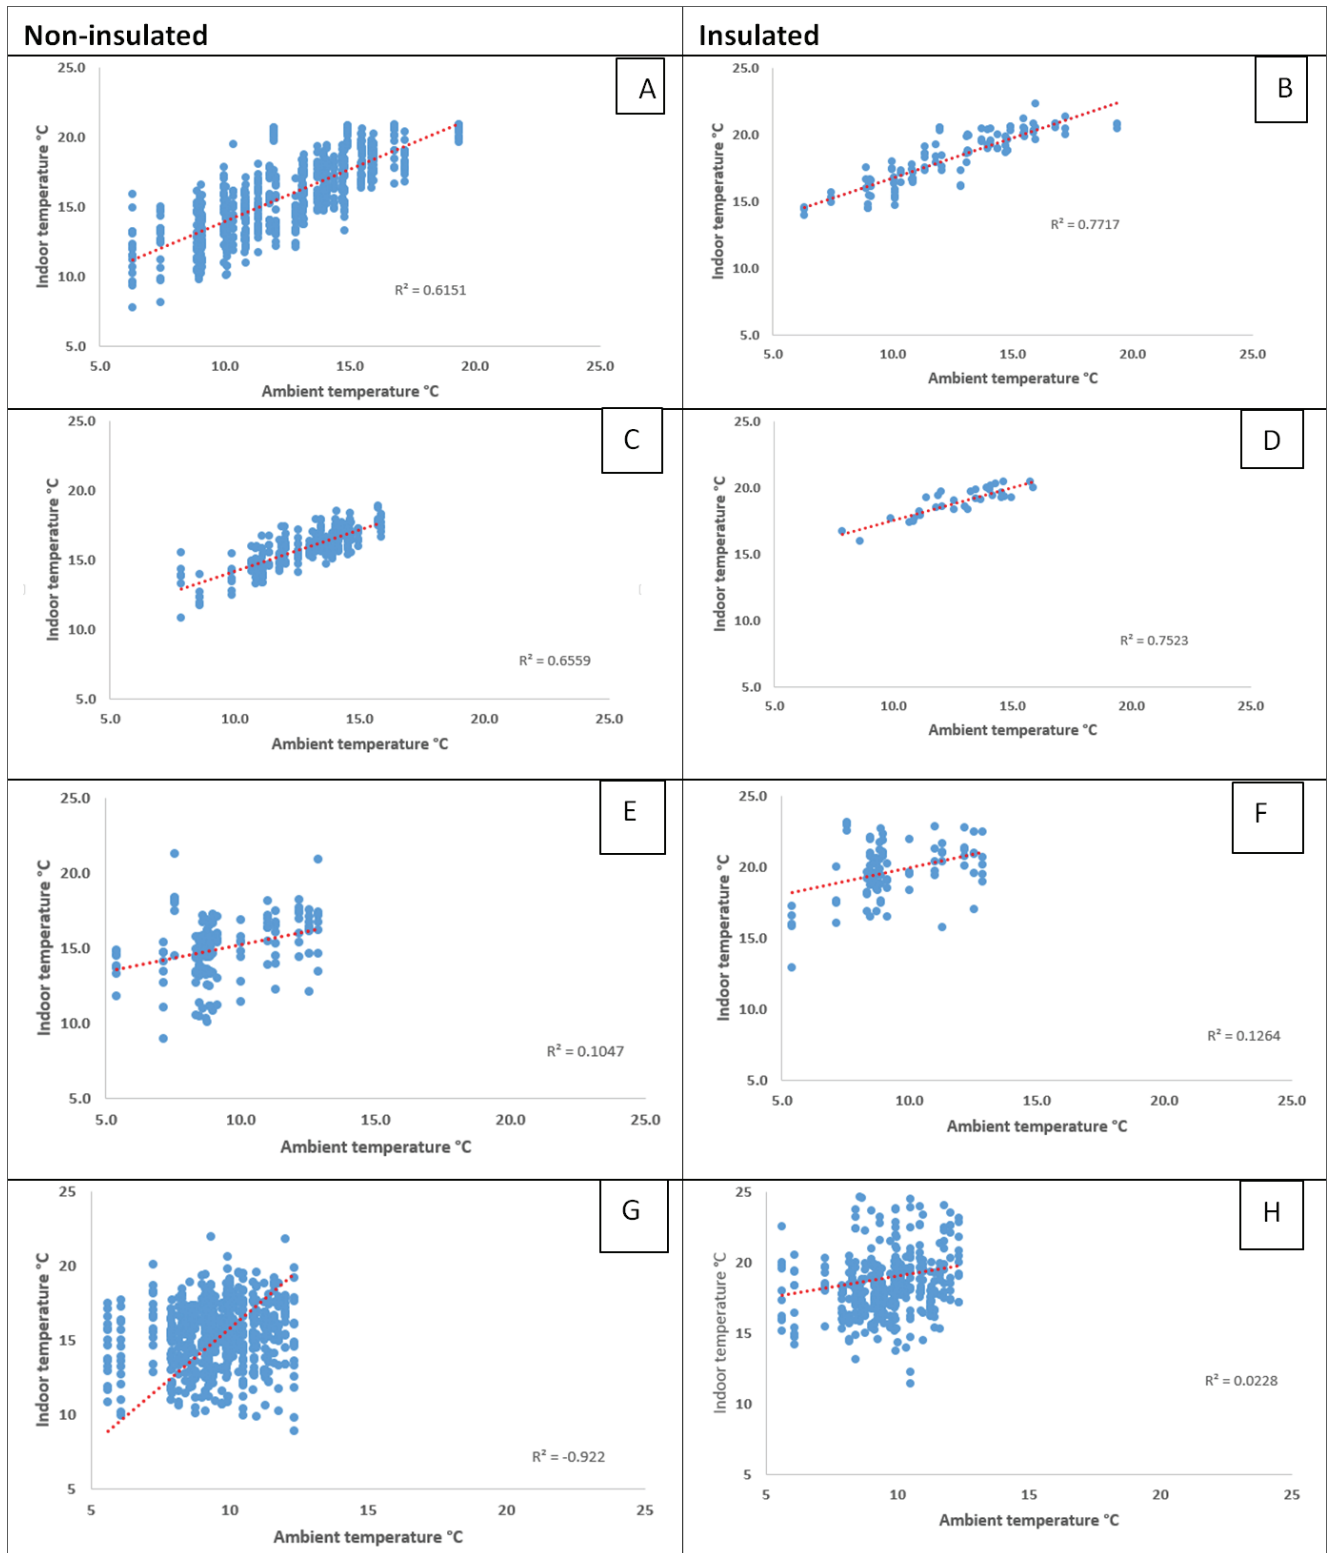 Non-insulated
Insulated
A
25.0
20.0
15.0
10.0
5.0
Indoor temperature °C
R² = 0.6151
5.0 10.0 15.0 20.0 25.0
Ambient temperature °C
B
25.0
20.0
15.0
10.0
5.0
Indoor temperature °C
R² = 0.7717
5.0 10.0 15.0 20.0 25.0
Ambient temperature °C
C
25.0
20.0
15.0
10.0
5.0
Indoor temperature °C
R² = 0.6559
5.0 10.0 15.0 20.0 25.0
Ambient temperature °C
D
25.0
20.0
15.0
10.0
5.0
Indoor temperature °C
R² = 0.7523
5.0 10.0 15.0 20.0 25.0
Ambient temperature °C
E
25.0
20.0
15.0
10.0
5.0
Indoor temperature °C
R² = 0.1047
5.0 10.0 15.0 20.0 25.0
Ambient temperature °C
F
25.0
20.0
15.0
10.0
5.0
Indoor temperature °C
R² = 0.1264
5.0 10.0 15.0 20.0 25.0
Ambient temperature °C
G
25
20
15
10
5
Indoor temperature °C
R² = -0.922
5 10 15 20 25
Ambient temperature °C
H
25
20
15
10
5
Indoor temperature °C
R² = 0.0228
5 10 15 20 25
Ambient temperature °C